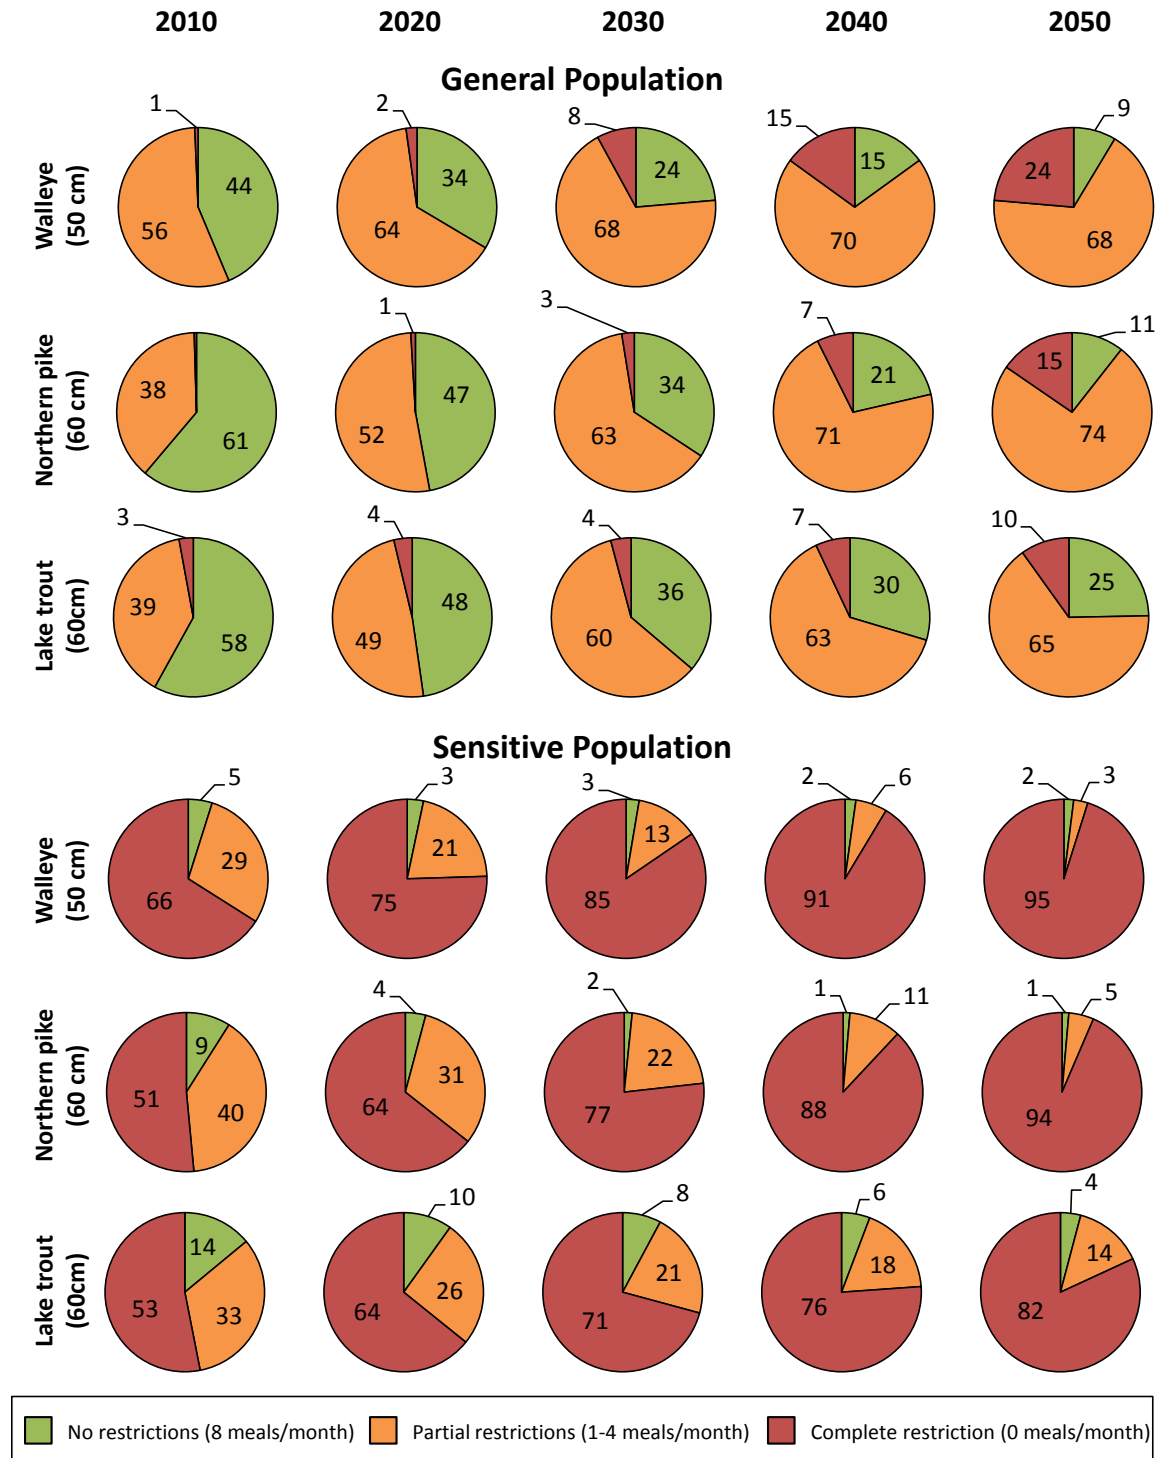 2010 2020 2030 2040 2050
General Population
Walleye
(50 cm)
1 44 56
2 34 64
8 24 68
15 15 70
9 24 68
Northern pike
(60 cm)
38 61
1 47 52
3 34 63
7 21 71
11 15 74
Lake trout
(60cm)
3 39 58
4 48 49
4 36 60
7 30 63
10 25 65
Sensitive Population
Walleye
(50 cm)
5 29 66
3 21 75
3 13 85
2 6 91
2 3 95
Northern pike
(60 cm)
9 51 40
4 31 64
2 22 77
1 11 88
1 5 94
Lake trout
(60cm)
14 53 33
10 26 64
8 21 71
6 18 76
4 14 82
No restrictions (8 meals/month) Partial restrictions (1-4 meals/month) Complete restriction (0 meals/month)